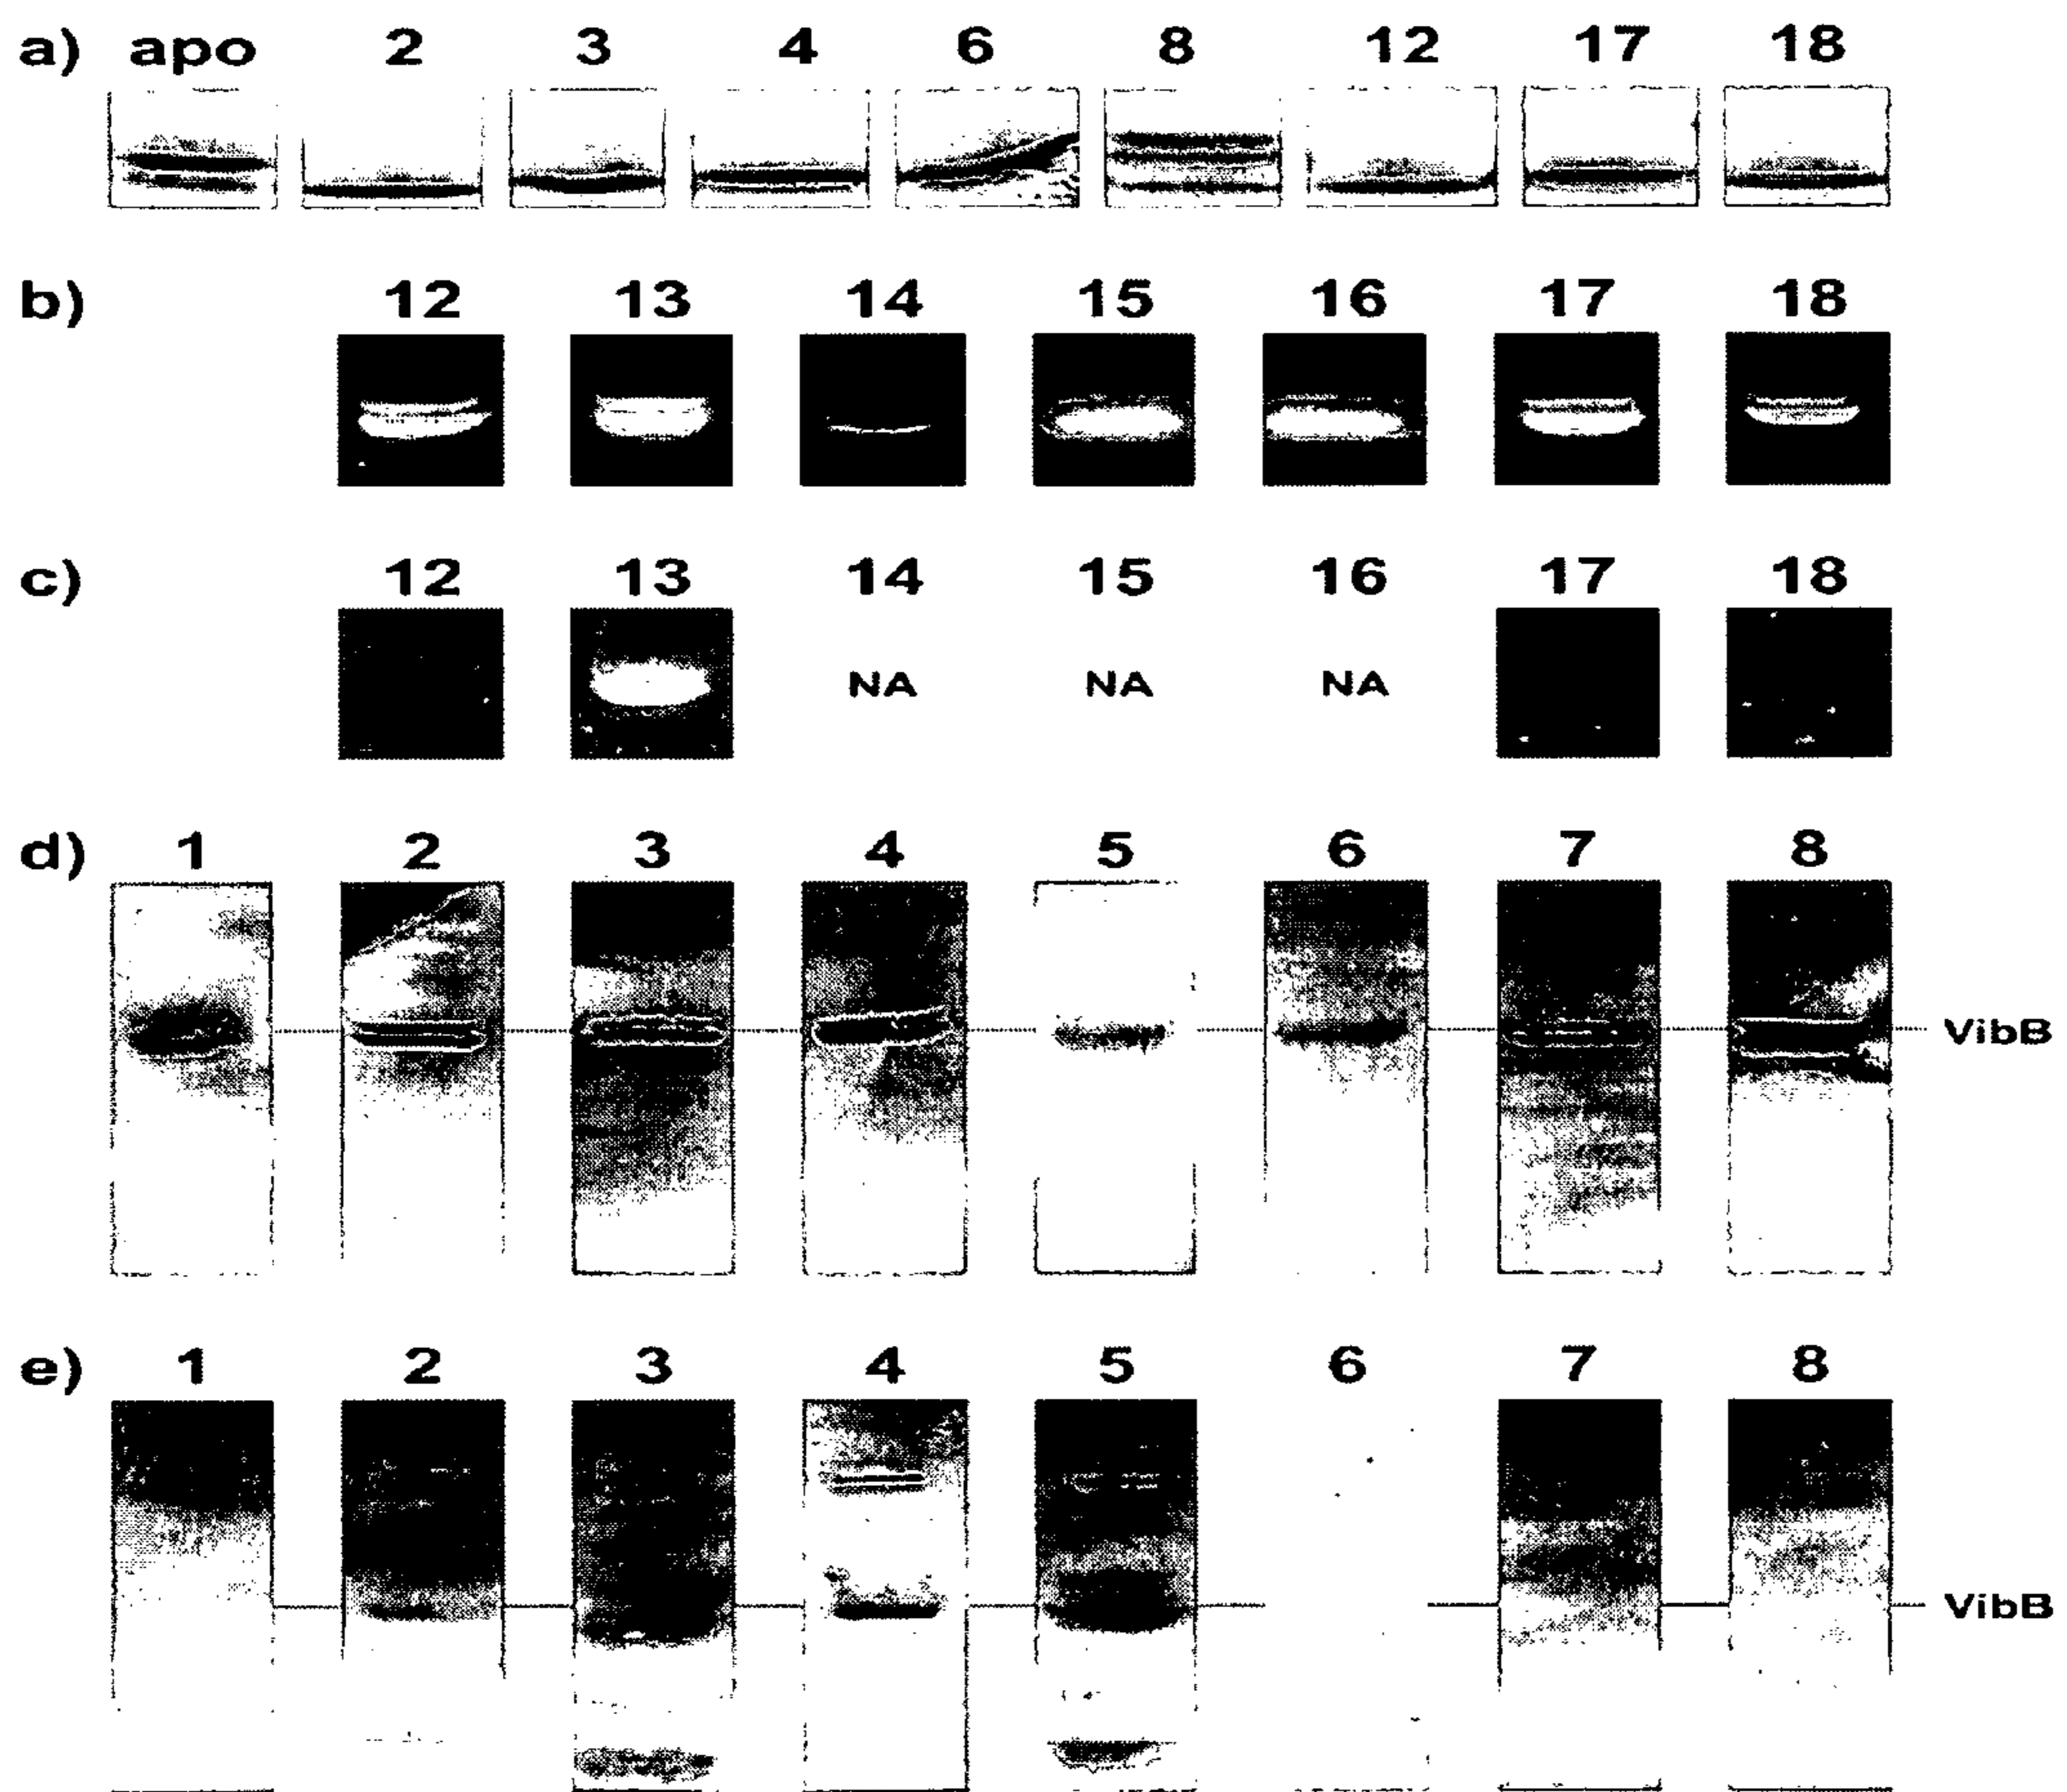 a) apo 2 3 4 6 8 12 17 18
b) 12 13 14 15 16 17 18
c) 12 13 14 15 16 17 18
NA NA NA
d) 1 2 3 4 5 6 7 8
VibB
e) 1 2 3 4 5 6 7 8
VibB